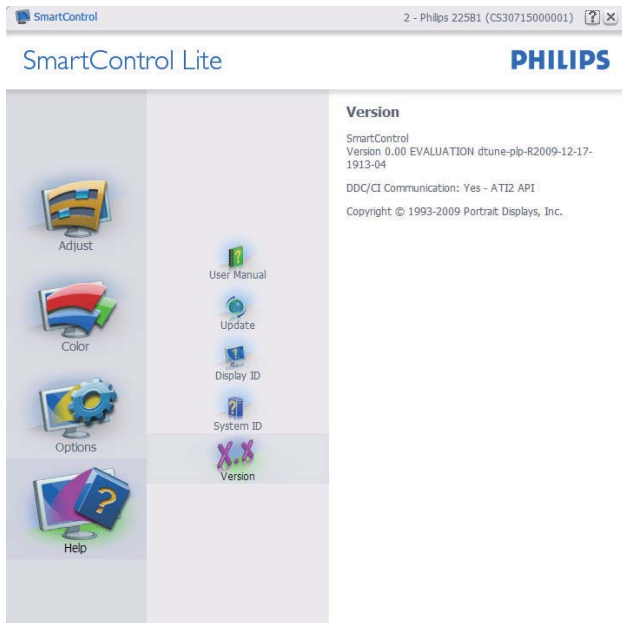 SmartControl
2 - Philips 225B1 (CS30715000001)
SmartControl Lite
PHILIPS
Adjust
Color
Options
Help
User Manual
Update
Display ID
System ID
X.X
Version
Version
SmartControl
Version 0.00 EVALUATION dtune-plp-R2009-12-17-
1913-04
DDC/CI Communication: Yes - ATI2 API
Copyright © 1993-2009 Portrait Displays, Inc.